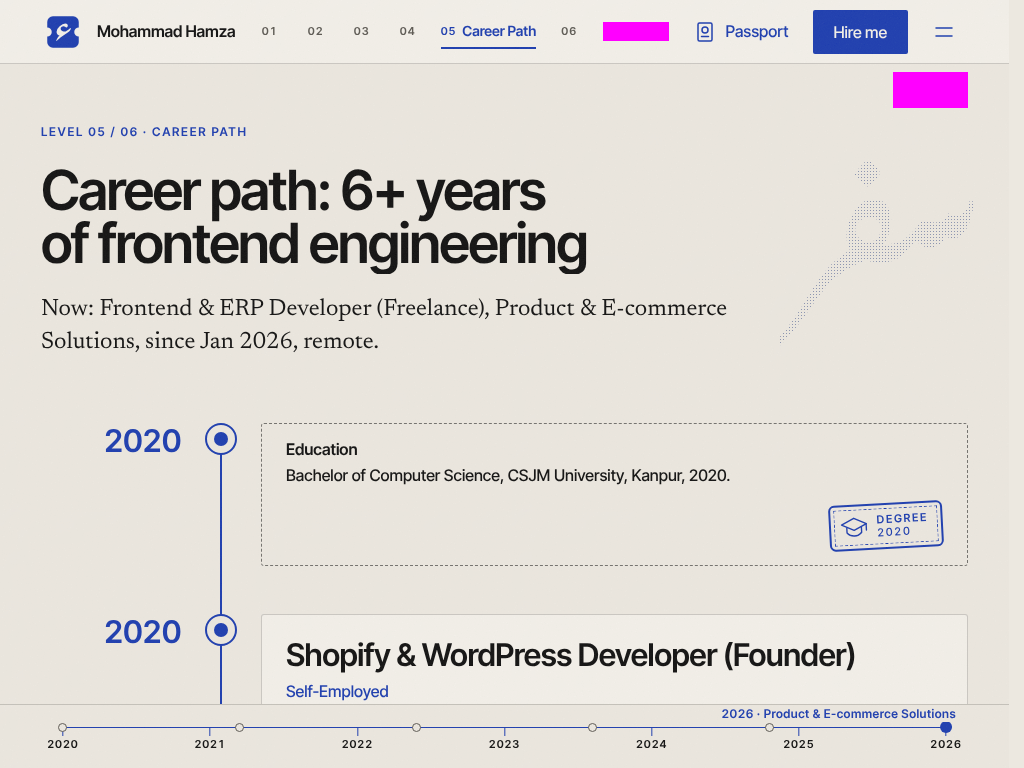 Mohammad Hamza
01
02
03
04
05 Career Path
06
Passport
Hire me
LEVEL 05 / 06 · CAREER PATH
Career path: 6+ years
of frontend engineering
Now: Frontend & ERP Developer (Freelance), Product & E-commerce
Solutions, since Jan 2026, remote.
2020
Education
Bachelor of Computer Science, CSJM University, Kanpur, 2020.
DEGREE
2020
2020
Shopify & WordPress Developer (Founder)
Self-Employed
2026 · Product & E-commerce Solutions
2020
2021
2022
2023
2024
2025
2026